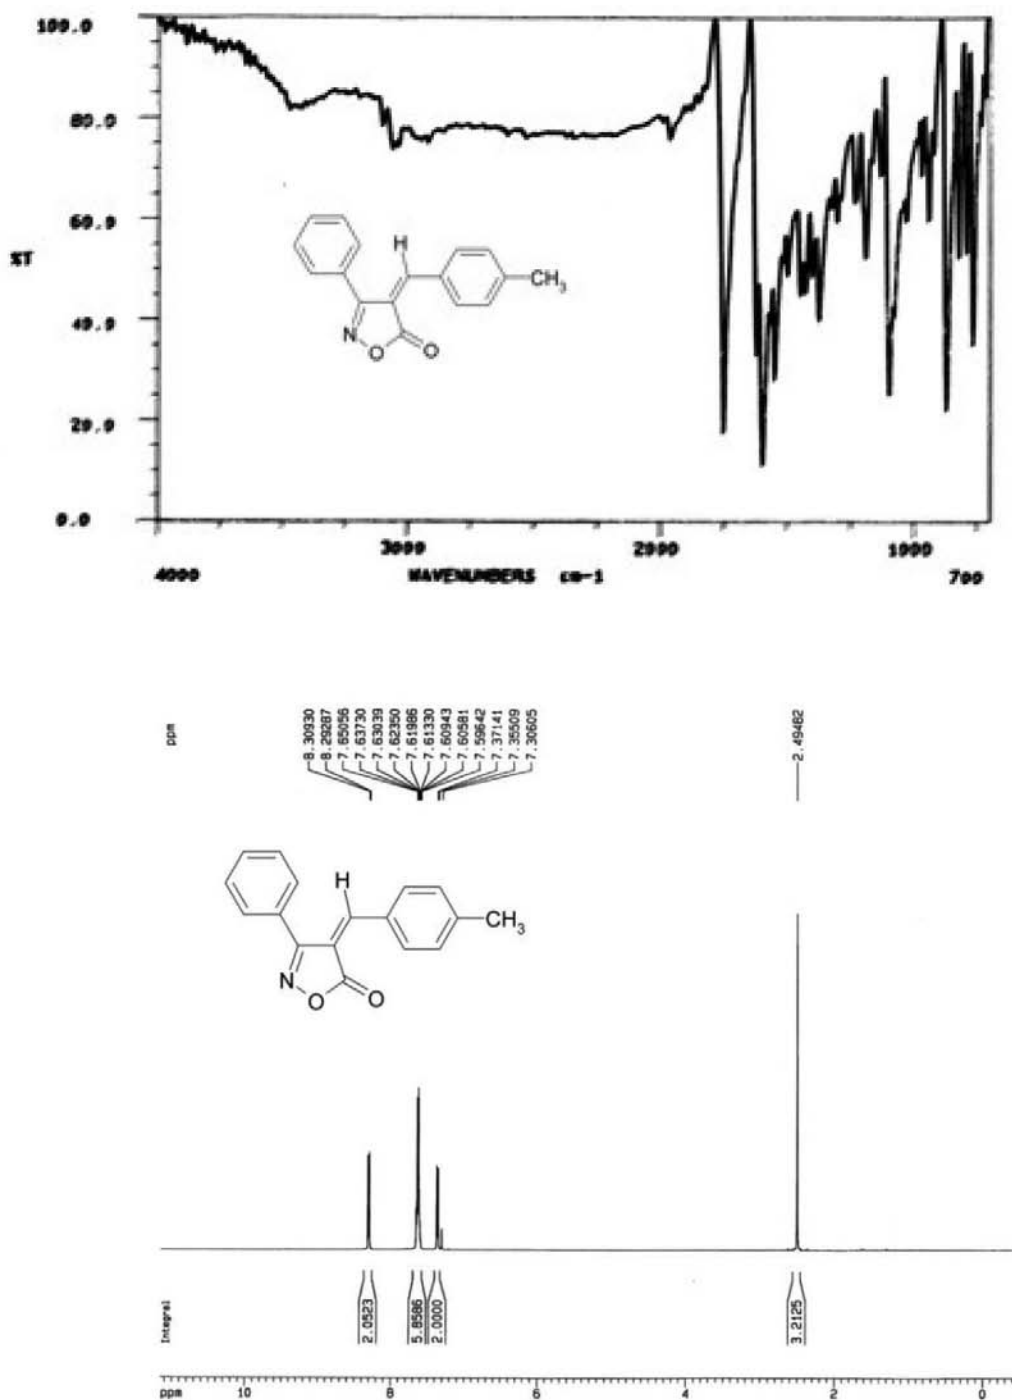 100.0
80.0
60.0
%T
40.0
20.0
0.0
4000
3000
2000
1000
700
WAVENUMBERS cm-1
H
CH3
N
O
O
ppm
8.30930
8.29287
7.65056
7.63730
7.63039
7.62350
7.61986
7.61330
7.60943
7.60581
7.59642
7.37141
7.35509
7.30605
2.49482
H
CH3
N
O
O
Integral
2.0523
5.8586
2.0000
3.2125
ppm
10
8
6
4
2
0